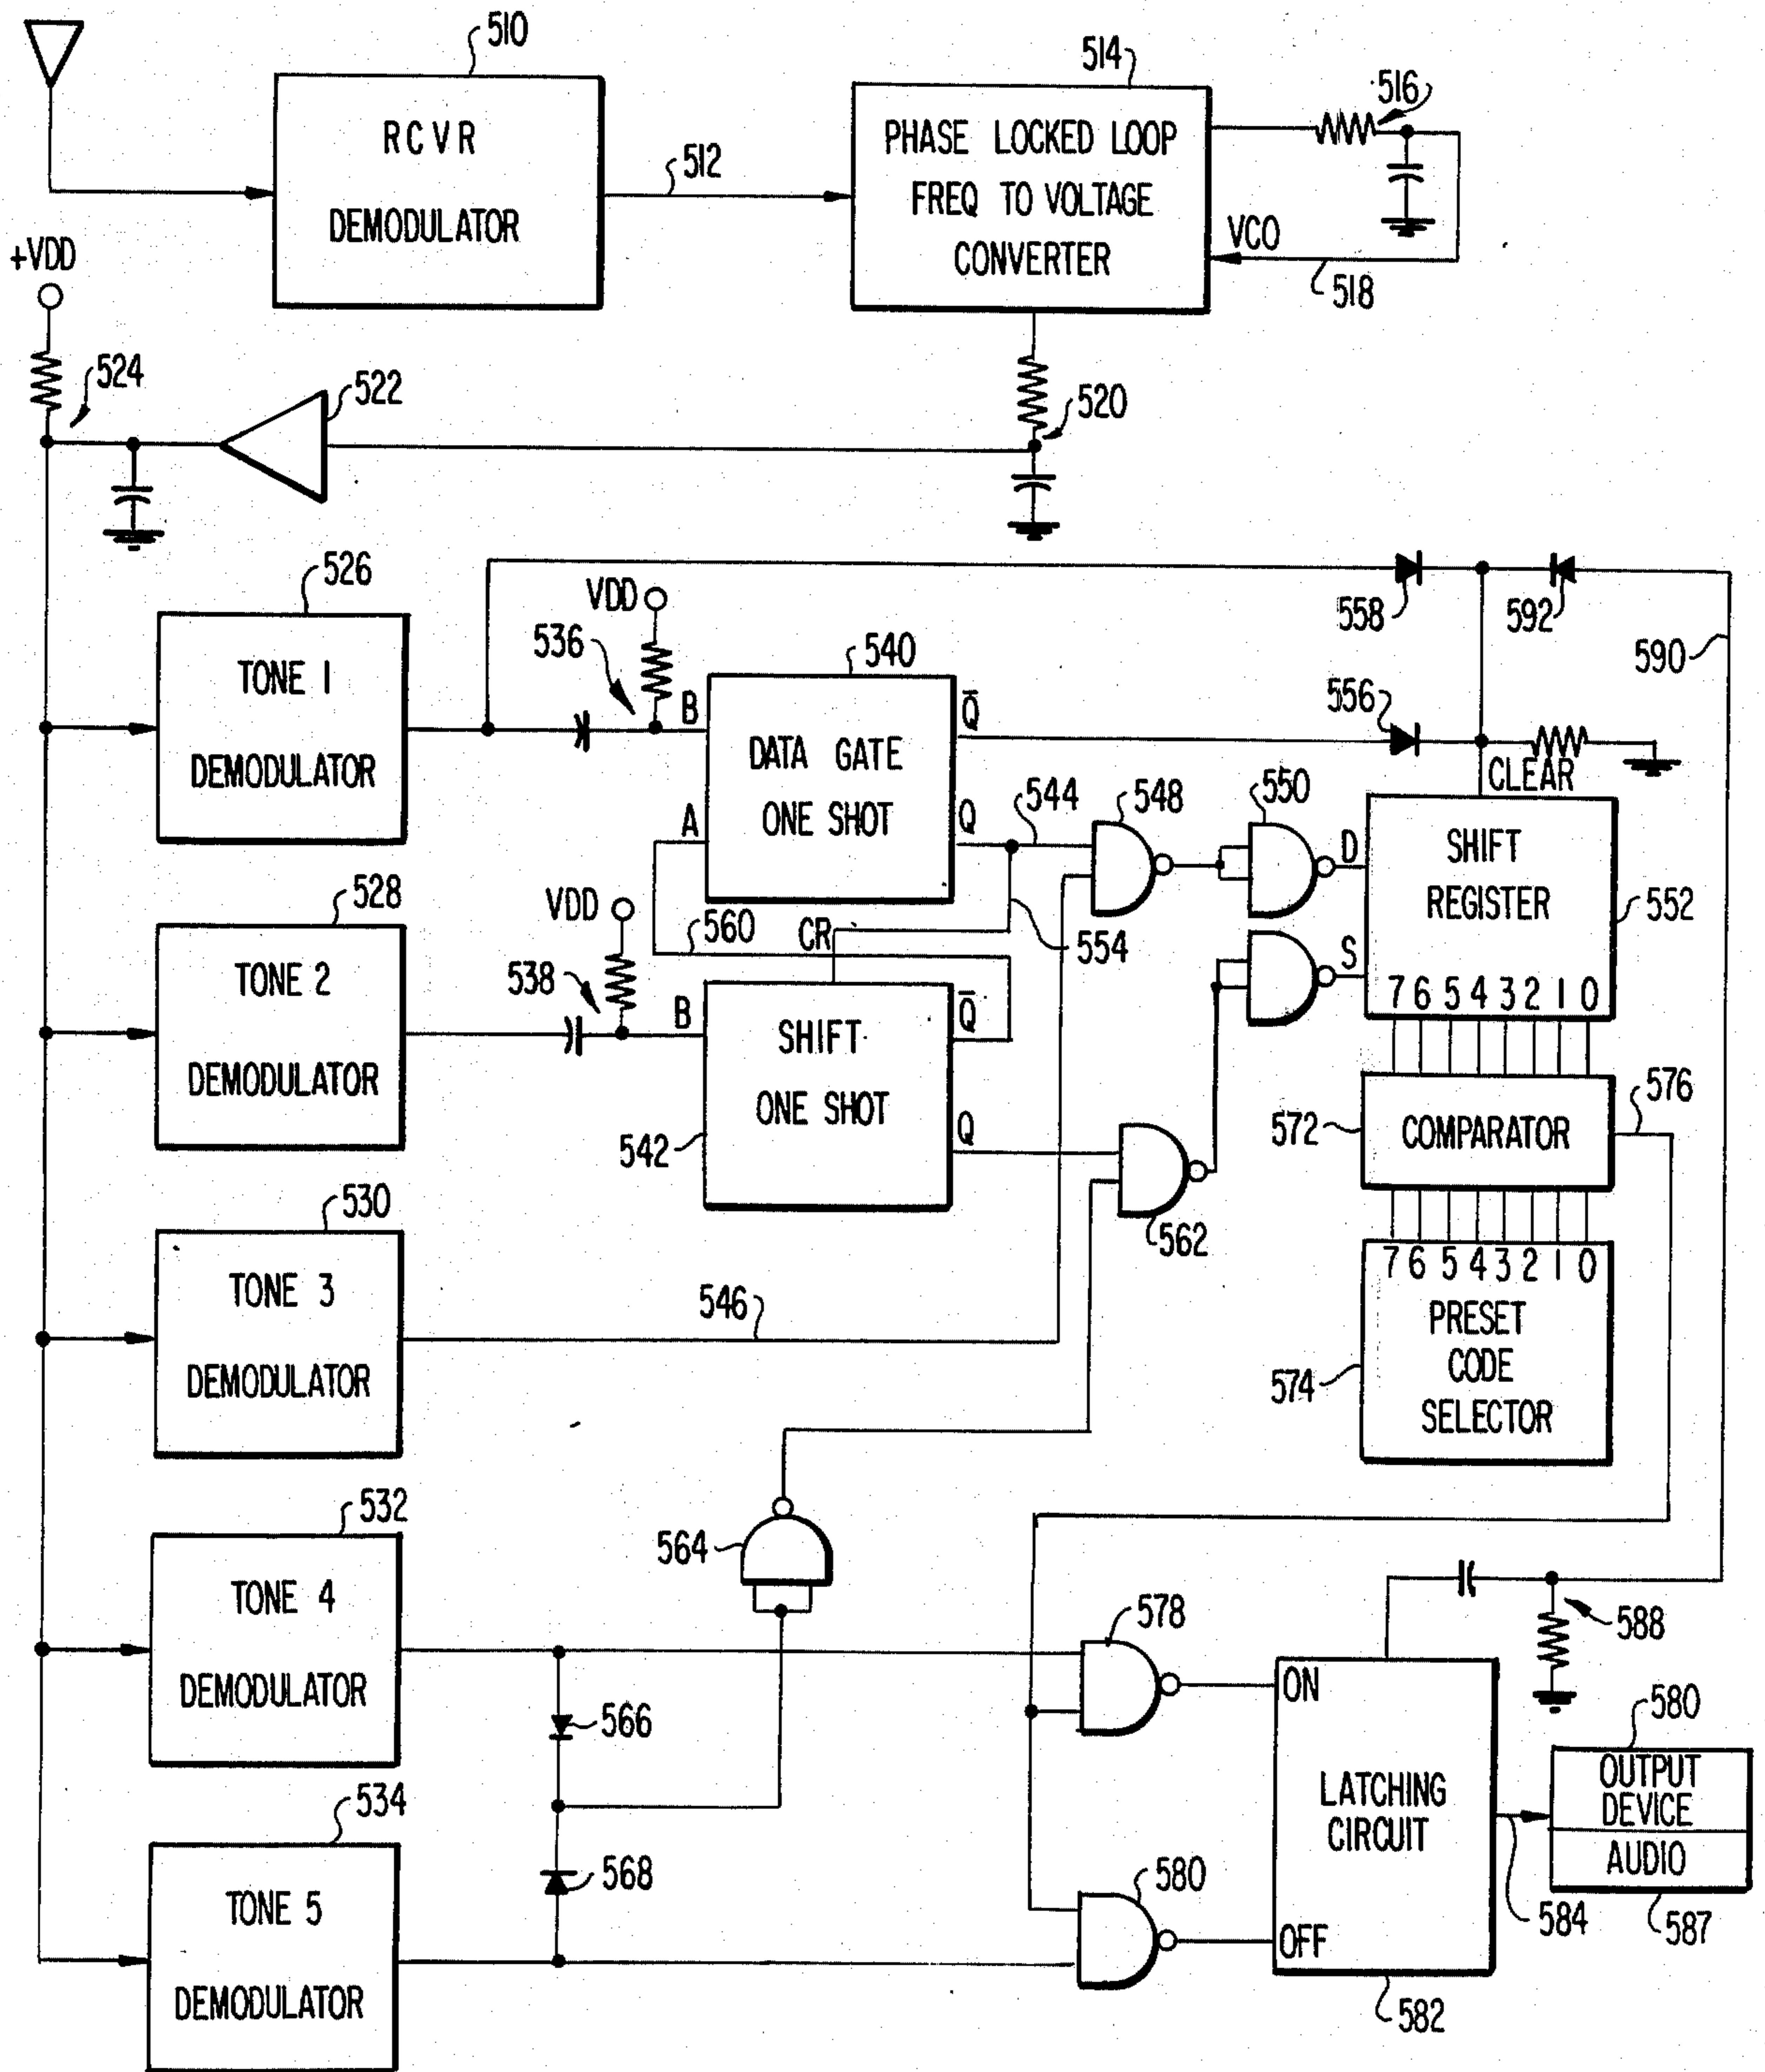 510
514
516
RCVR
DEMODULATOR
512
PHASE LOCKED LOOP
FREQ TO VOLTAGE
CONVERTER
VCO
518
+VDD
524
522
520
526
TONE 1
DEMODULATOR
VDD
536
540
B
A
DATA GATE
ONE SHOT
Q̄
Q
558
592
590
556
CLEAR
544
548
550
D
SHIFT
REGISTER
552
528
TONE 2
DEMODULATOR
VDD
538
560
CR
554
S
7 6 5 4 3 2 1 0
B
SHIFT
ONE SHOT
Q̄
Q
542
562
572
COMPARATOR
576
530
TONE 3
DEMODULATOR
546
7 6 5 4 3 2 1 0
PRESET
CODE
SELECTOR
574
532
TONE 4
DEMODULATOR
564
566
578
588
ON
LATCHING
CIRCUIT
OFF
582
580
OUTPUT
DEVICE
AUDIO
584
587
534
TONE 5
DEMODULATOR
568
580